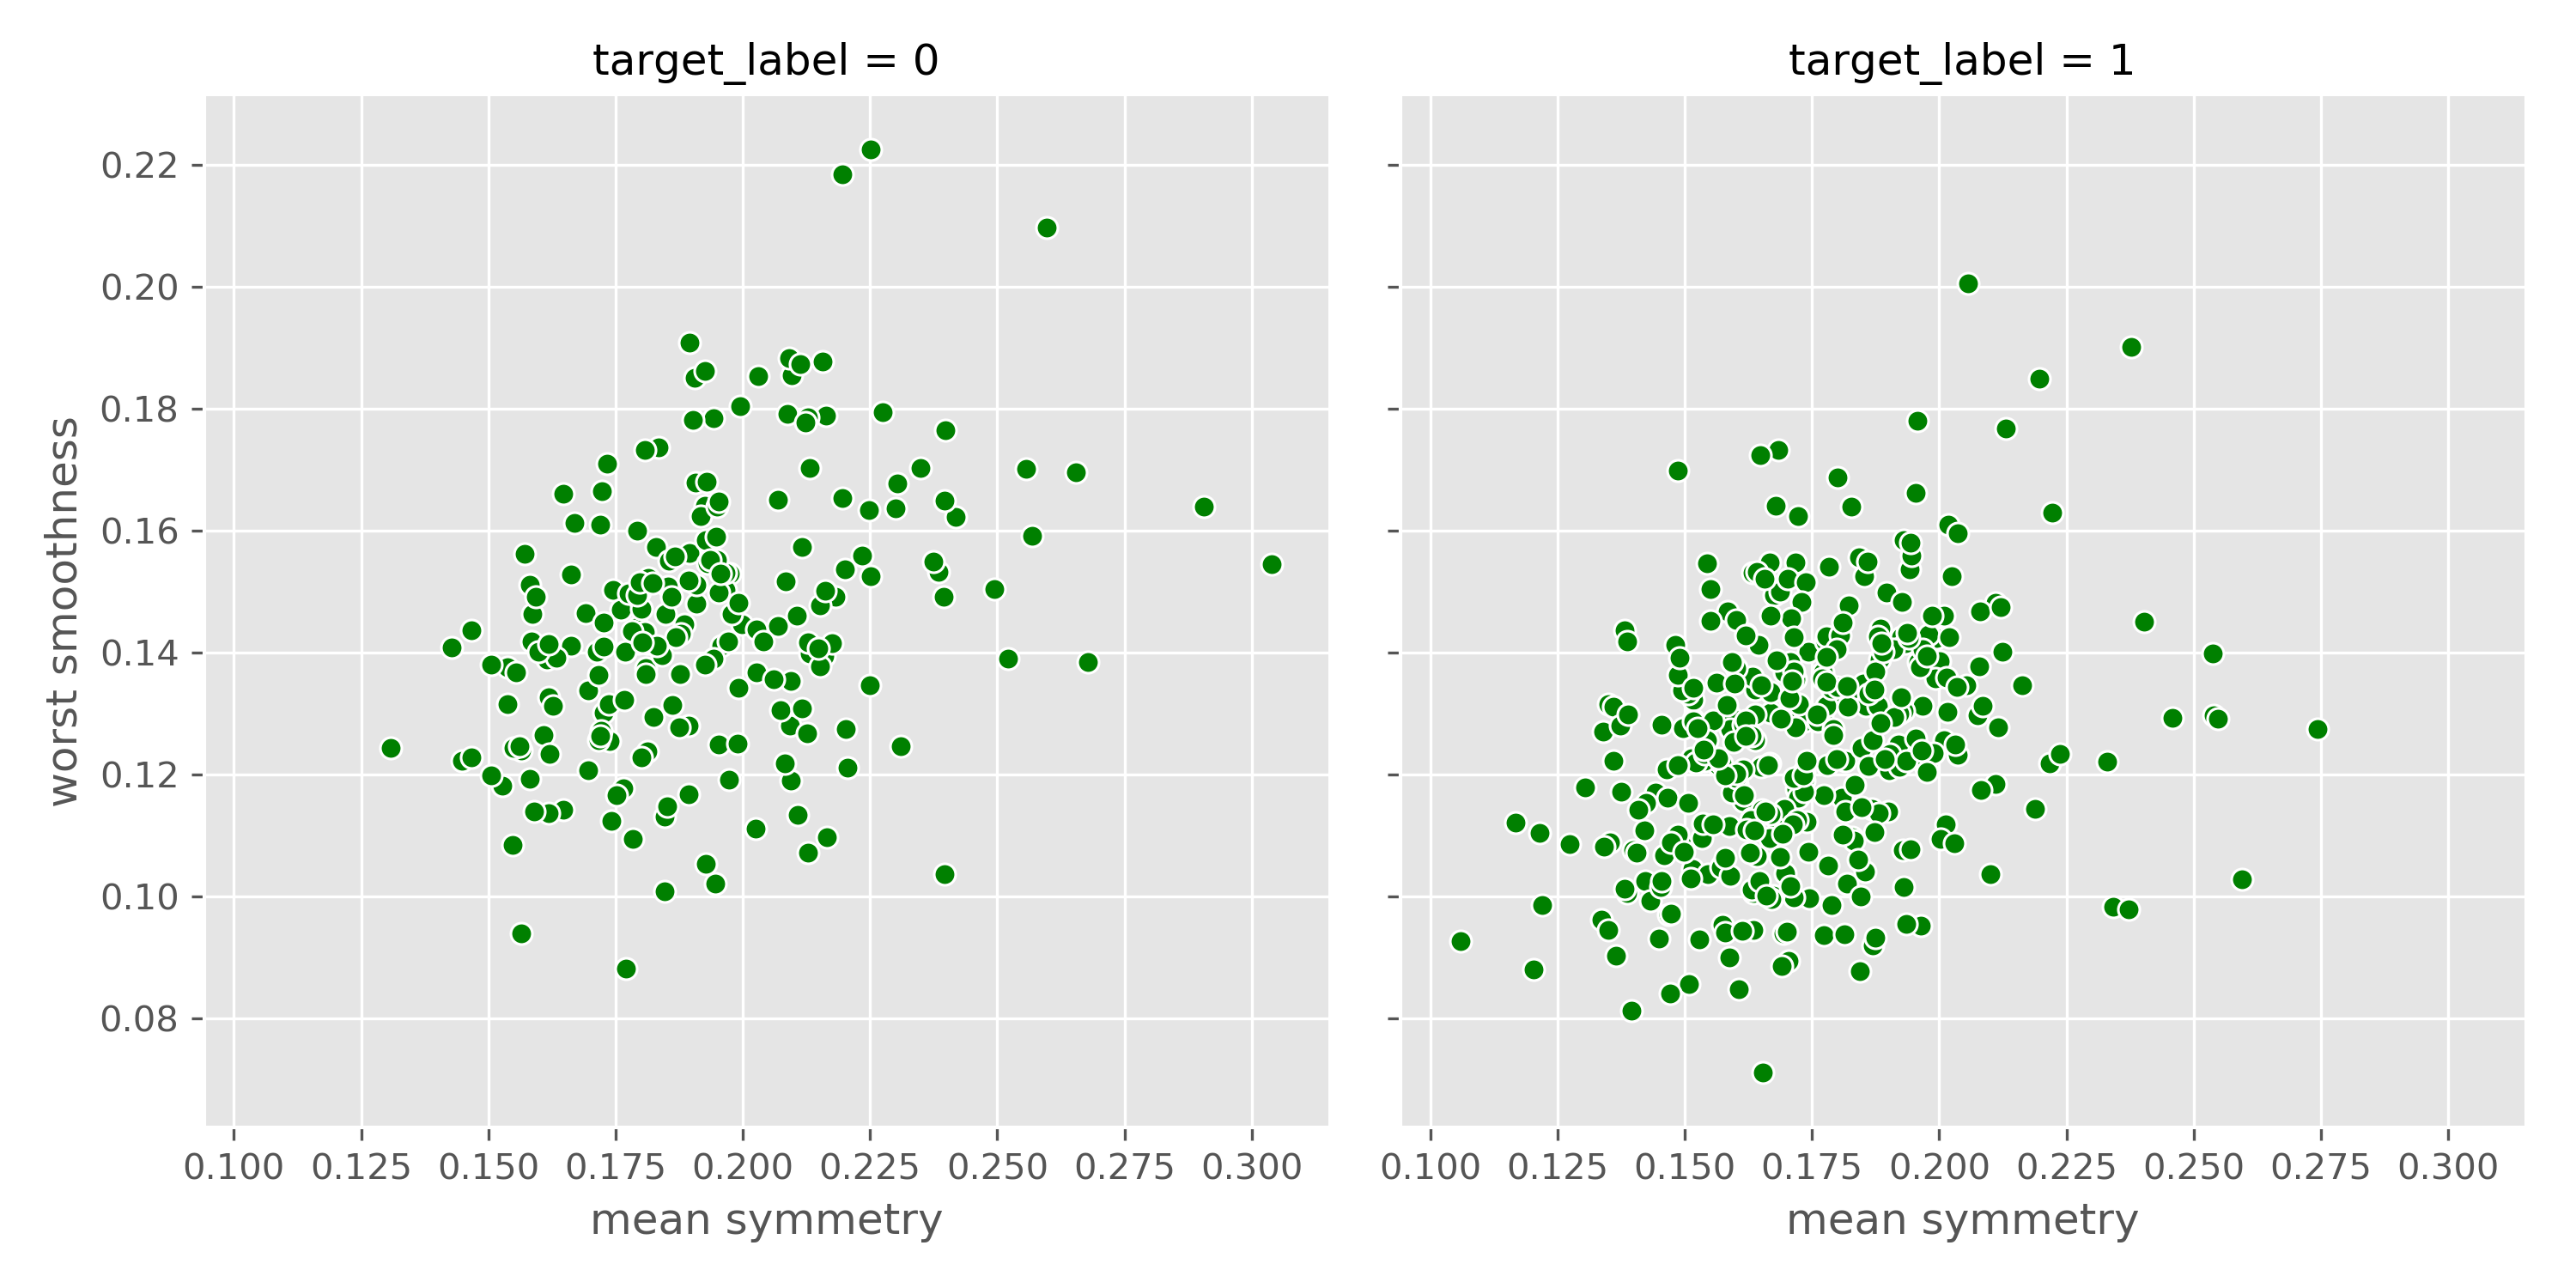 target_label = 0
target_label = 1
worst smoothness
0.22
0.20
0.18
0.16
0.14
0.12
0.10
0.08
0.100 0.125 0.150 0.175 0.200 0.225 0.250 0.275 0.300
0.100 0.125 0.150 0.175 0.200 0.225 0.250 0.275 0.300
mean symmetry
mean symmetry